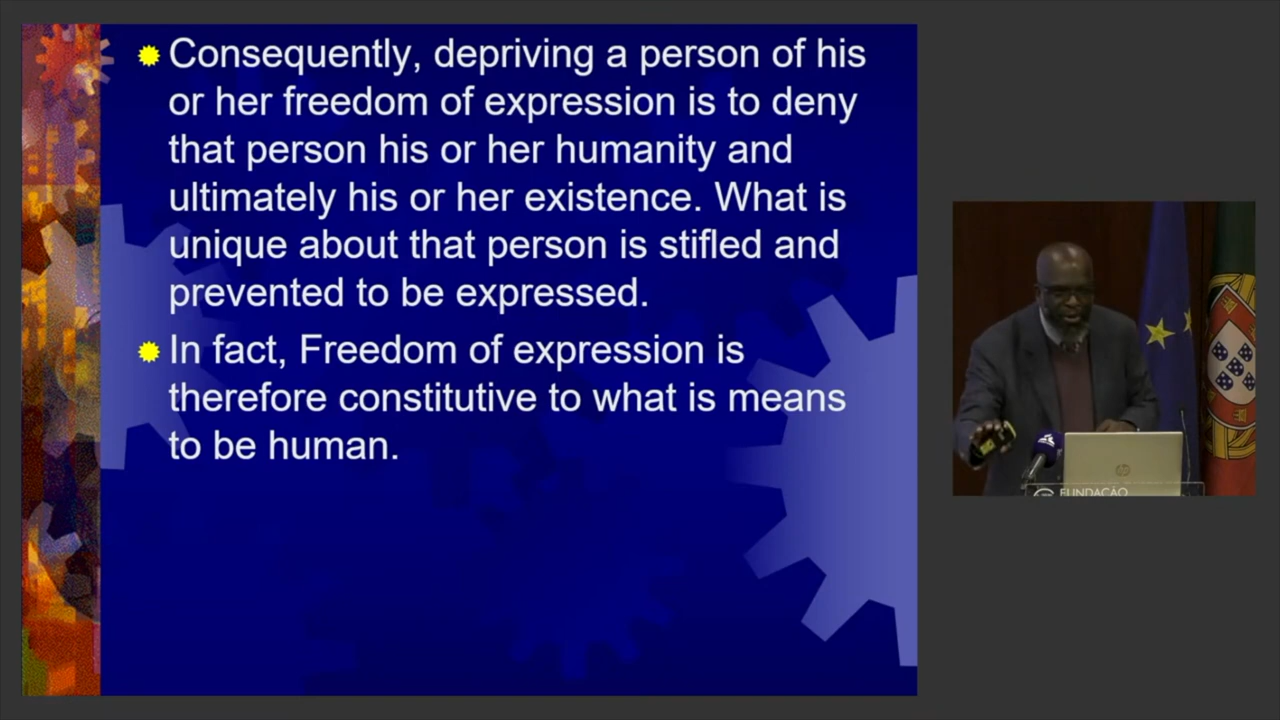 Consequently, depriving a person of his
or her freedom of expression is to deny
that person his or her humanity and
ultimately his or her existence. What is
unique about that person is stifled and
prevented to be expressed.
In fact, Freedom of expression is
therefore constitutive to what is means
to be human.
hp
FUNDAÇÃO